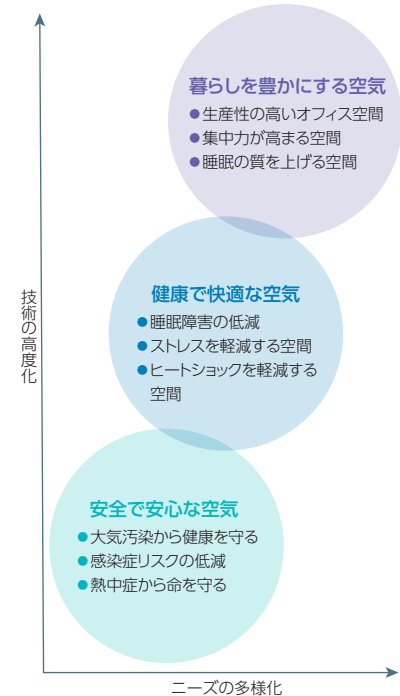 暮らしを豊かにする空気
●生産性の高いオフィス空間
●集中力が高まる空間
●睡眠の質を上げる空間
健康で快適な空気
●睡眠障害の低減
●ストレスを軽減する空間
●ヒートショックを軽減する
空間
技術の高度化
安全で安心な空気
●大気汚染から健康を守る
●感染症リスクの低減
●熱中症から命を守る
ニーズの多様化